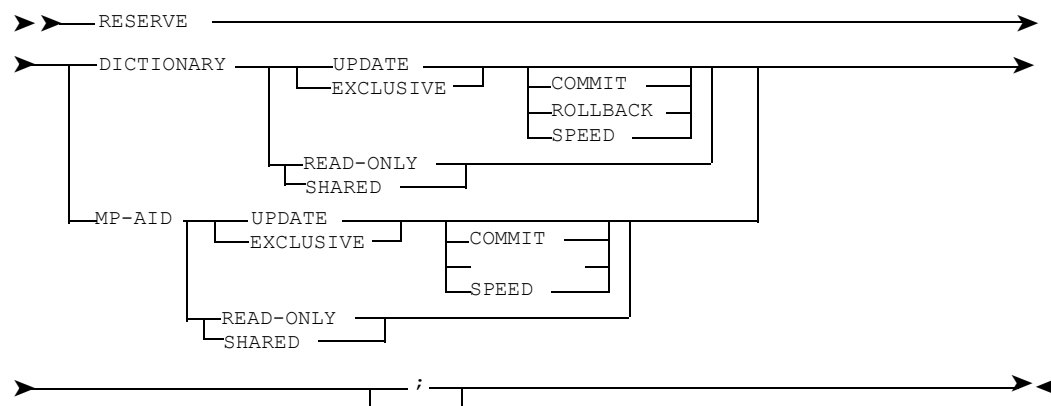 RESERVE
DICTIONARY
UPDATE
EXCLUSIVE
COMMIT
ROLLBACK
SPEED
READ-ONLY
SHARED
MP-AID
UPDATE
EXCLUSIVE
COMMIT
SPEED
READ-ONLY
SHARED
;